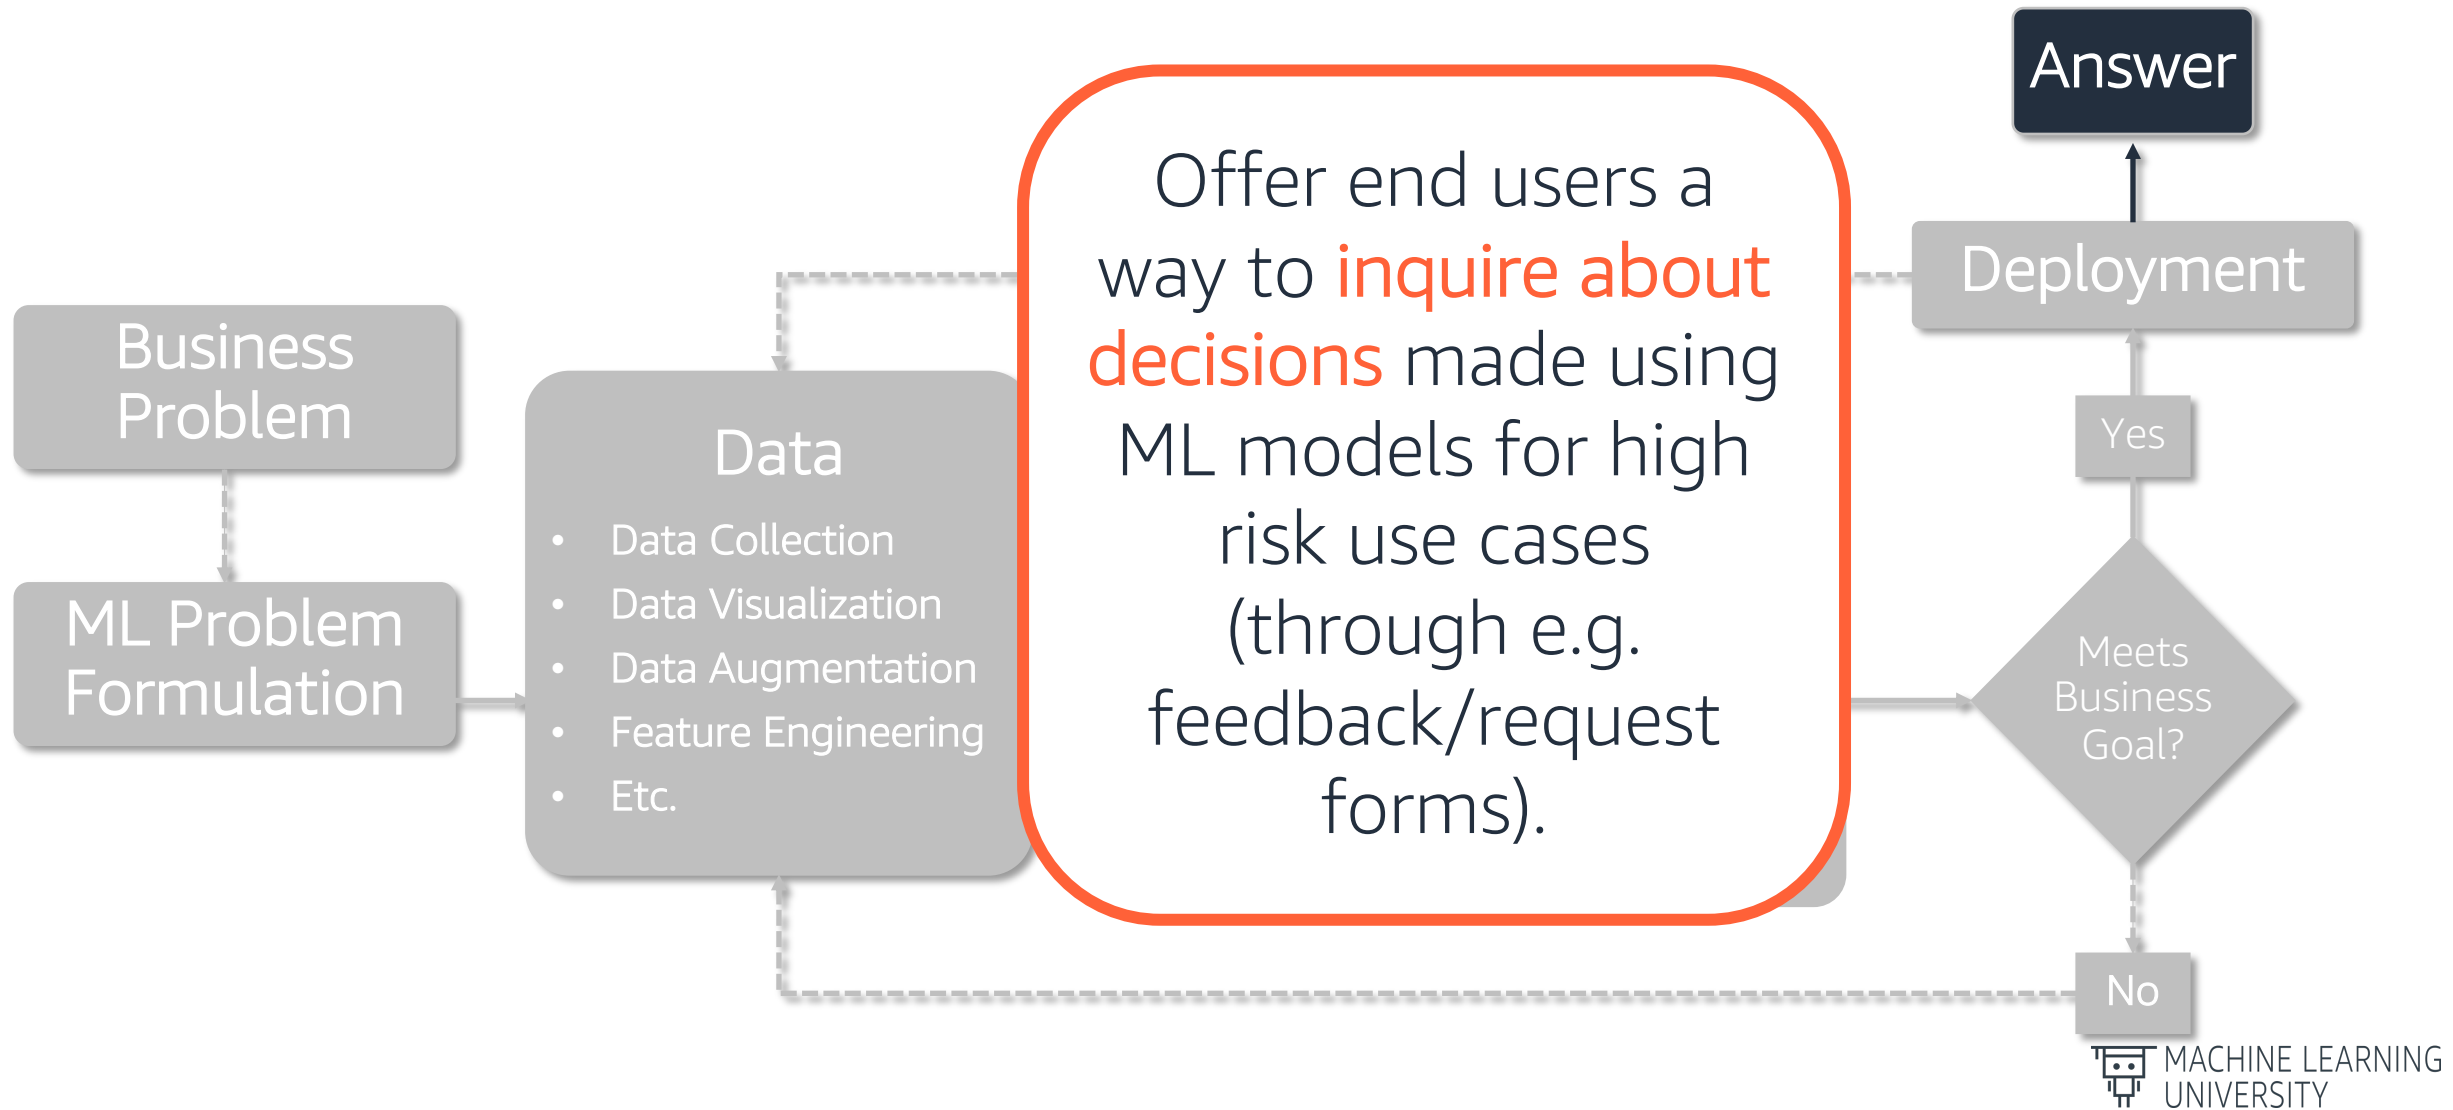 Business
Problem
ML Problem
Formulation
Data
• Data Collection
• Data Visualization
• Data Augmentation
• Feature Engineering
• Etc.
Offer end users a
way to inquire about
decisions made using
ML models for high
risk use cases
(through e.g.
feedback/request
forms).
Answer
Deployment
Yes
Meets
Business
Goal?
No
MACHINE LEARNING
UNIVERSITY